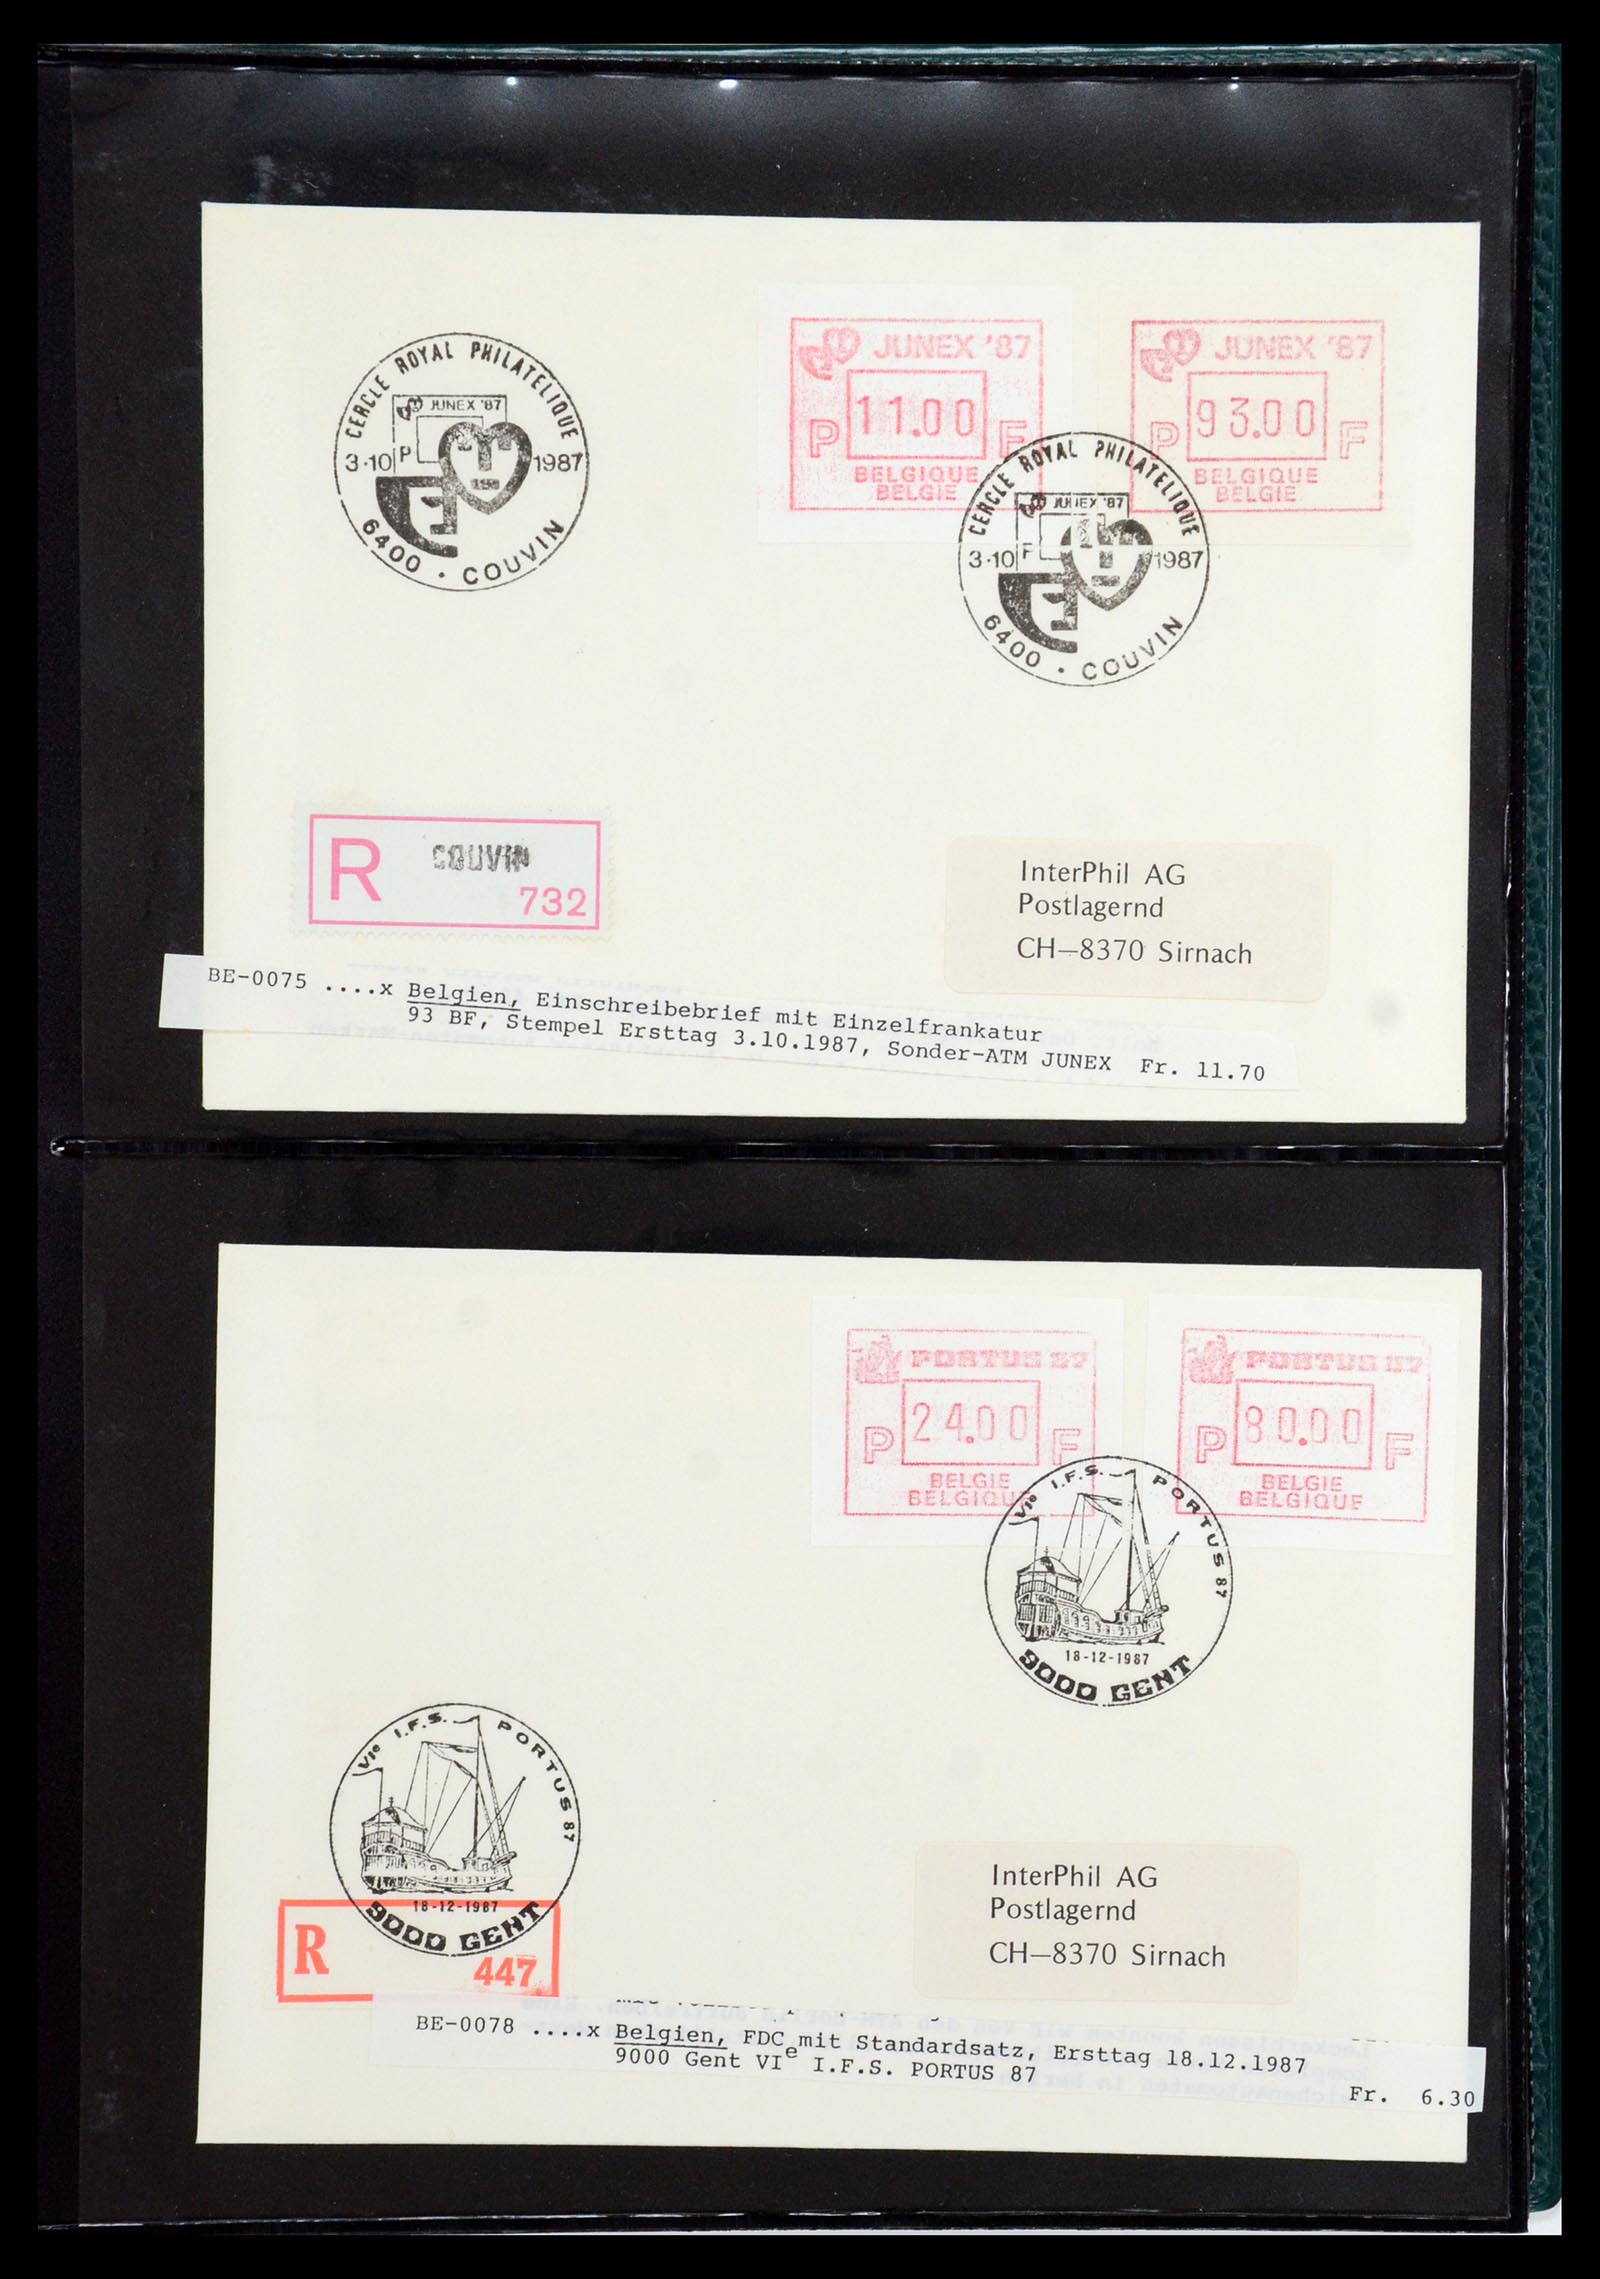 CERCLE ROYAL PHILATELIQUE
JUNEX '87
3·10 P 1987
6400 · COUVIN
JUNEX '87
P 11.00 F
BELGIQUE
BELGIE
JUNEX '87
P 93.00 F
BELGIQUE
BELGIE
CERCLE ROYAL PHILATELIQUE
JUNEX '87
3·10 1987
6400 · COUVIN
R COUVIN
732
InterPhil AG
Postlagernd
CH—8370 Sirnach
BE-0075 ....x Belgien, Einschreibebrief mit Einzelfrankatur
93 BF, Stempel Ersttag 3.10.1987, Sonder-ATM JUNEX Fr. 11.70
PORTUS 87
P 24.00 F
BELGIE
BELGIQUE
PORTUS 87
P 80.00 F
BELGIE
BELGIQUE
VIe I.F.S. PORTUS 87
18-12-1987
9000 GENT
VIe I.F.S. PORTUS 87
18-12-1987
9000 GENT
R
447
InterPhil AG
Postlagernd
CH—8370 Sirnach
BE-0078 ....x Belgien, FDC mit Standardsatz, Ersttag 18.12.1987
9000 Gent VIe I.F.S. PORTUS 87
Fr. 6.30